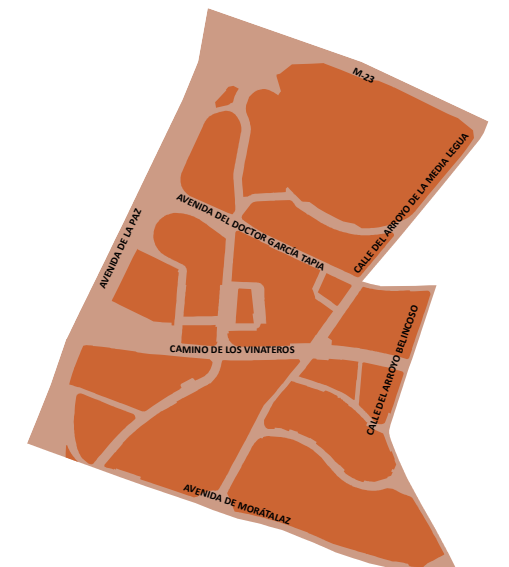 M-23
CALLE DEL ARROYO DE LA MEDIA LEGUA
AVENIDA DEL DOCTOR GARCÍA TAPIA
AVENIDA DE LA PAZ
CAMINO DE LOS VINATEROS
CALLE DEL ARROYO BELINCOSO
AVENIDA DE MORÁTALAZ